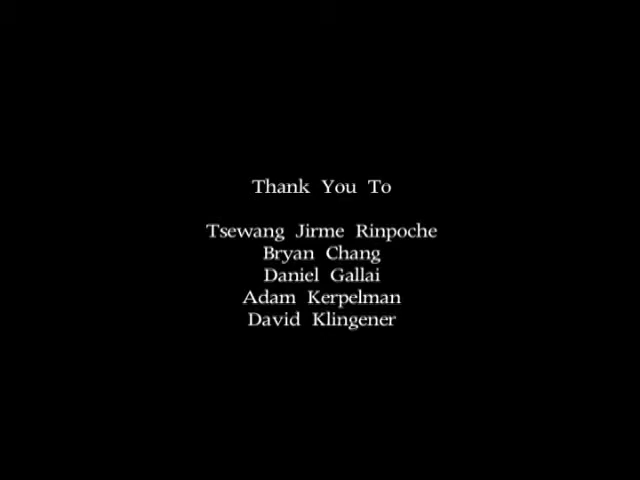 Thank You To
Tsewang Jirme Rinpoche
Bryan Chang
Daniel Gallai
Adam Kerpelman
David Klingener